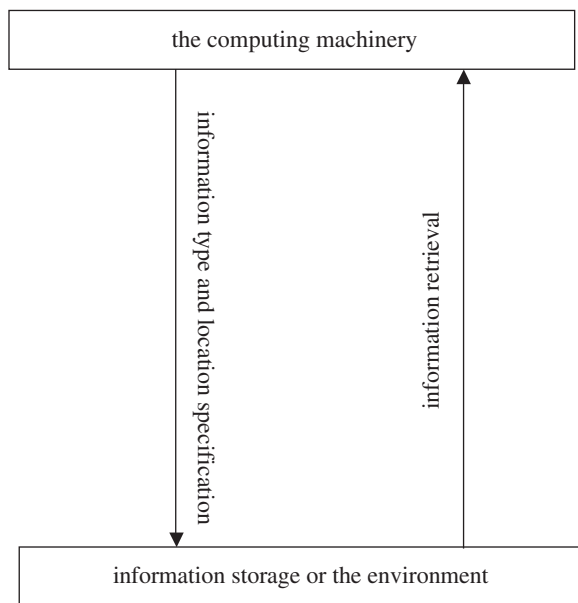 the computing machinery
information type and location specification
information retrieval
information storage or the environment